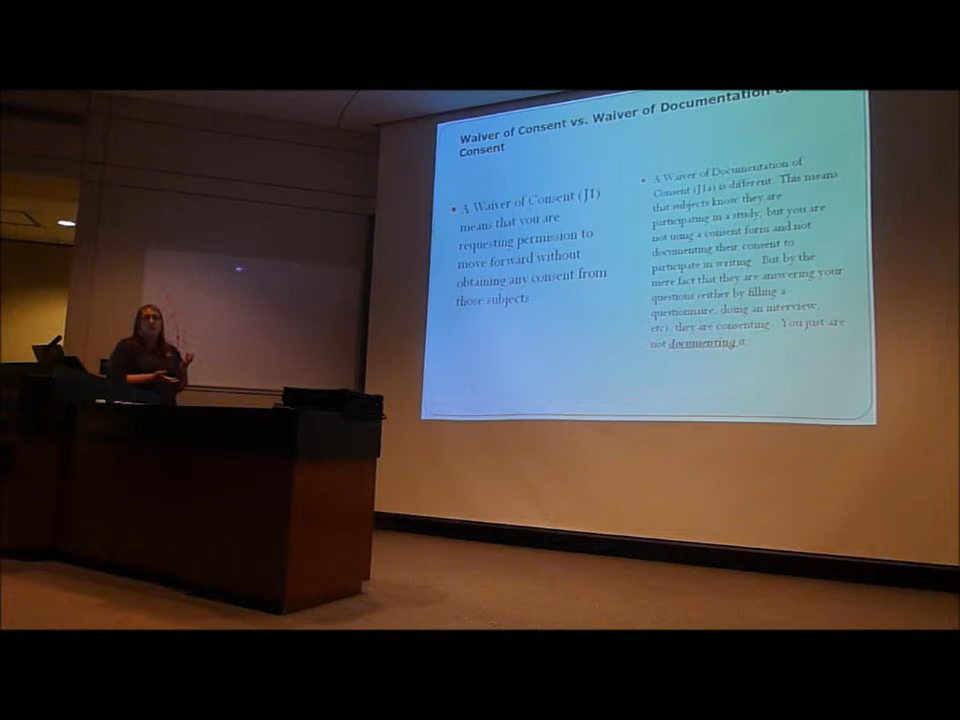 Waiver of Consent vs. Waiver of Documentation of
Consent
• A Waiver of Consent (J1)
means that you are
requesting permission to
move forward without
obtaining any consent from
those subjects
• A Waiver of Documentation of
Consent (J1a) is different. This means
that subjects know they are
participating in a study, but you are
not using a consent form and not
documenting their consent to
participate in writing. But by the
mere fact that they are answering your
questions (either by filling a
questionnaire, doing an interview,
etc), they are consenting. You just are
not documenting it.